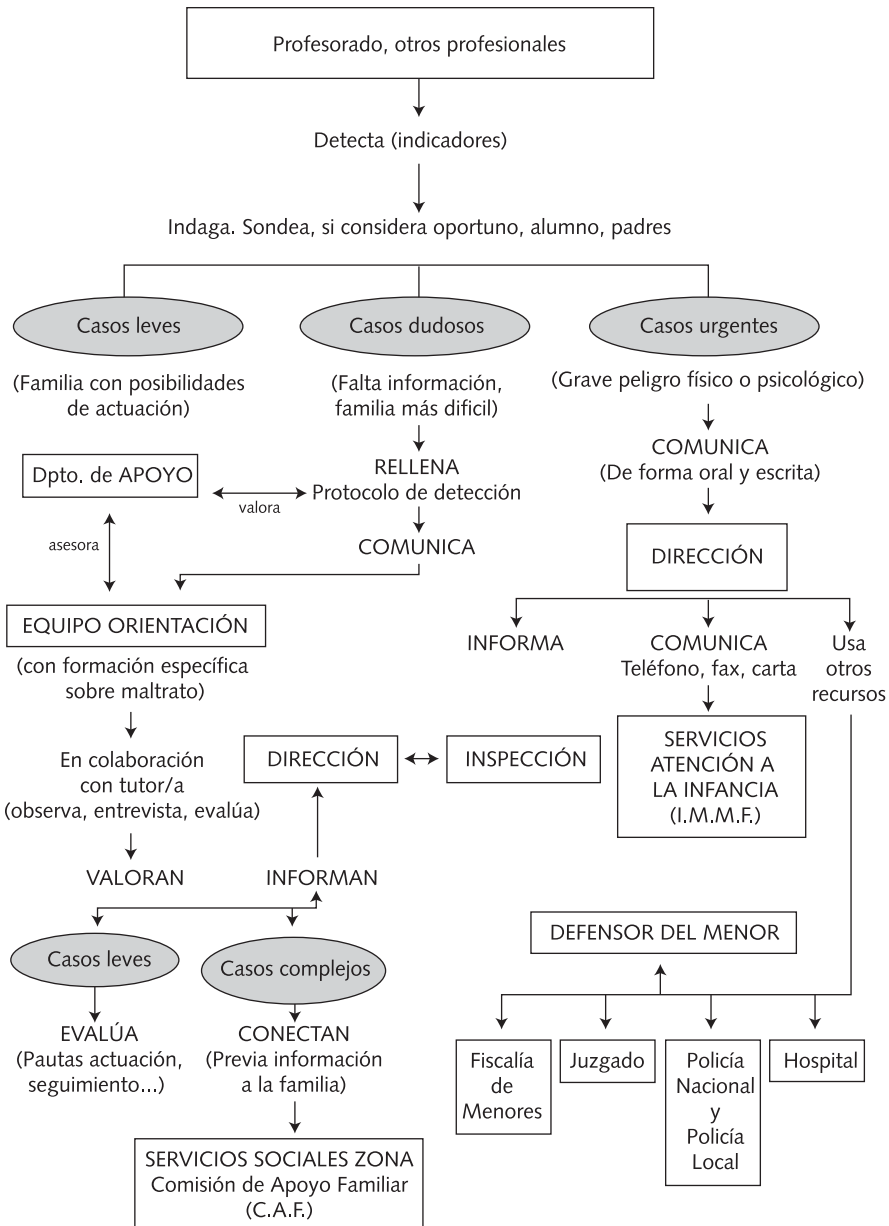 Profesorado, otros profesionales
Detecta (indicadores)
Indaga. Sondea, si considera oportuno, alumno, padres
Casos leves
Casos dudosos
Casos urgentes
(Familia con posibilidades
de actuación)
(Falta información,
familia más dificil)
(Grave peligro físico o psicológico)
COMUNICA
(De forma oral y escrita)
Dpto. de APOYO
valora
RELLENA
Protocolo de detección
asesora
COMUNICA
DIRECCIÓN
EQUIPO ORIENTACIÓN
(con formación específica
sobre maltrato)
INFORMA
COMUNICA
Teléfono, fax, carta
Usa
otros
recursos
En colaboración
con tutor/a
(observa, entrevista, evalúa)
DIRECCIÓN
INSPECCIÓN
SERVICIOS
ATENCIÓN A
LA INFANCIA
(I.M.M.F.)
VALORAN
INFORMAN
Casos leves
Casos complejos
DEFENSOR DEL MENOR
EVALÚA
(Pautas actuación,
seguimiento...)
CONECTAN
(Previa información
a la familia)
Fiscalía
de
Menores
Juzgado
Policía
Nacional
y
Policía
Local
Hospital
SERVICIOS SOCIALES ZONA
Comisión de Apoyo Familiar
(C.A.F.)